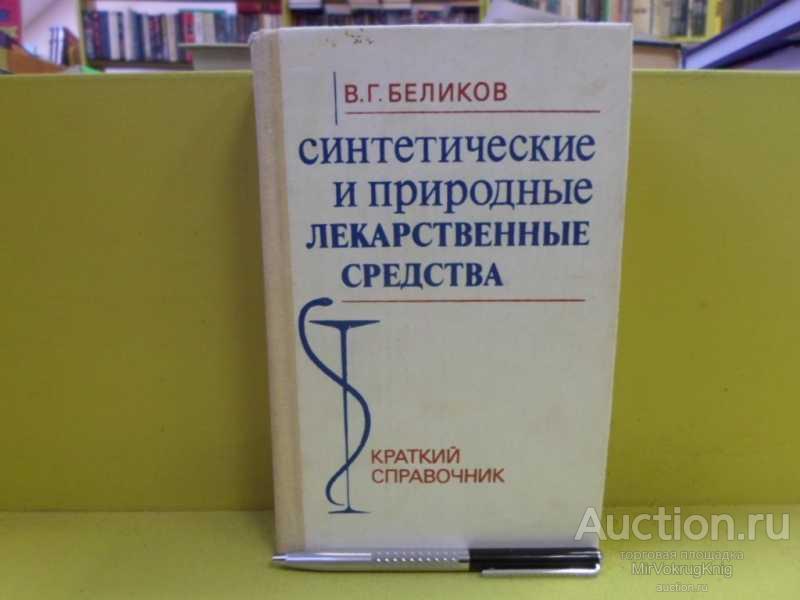 В.Г. БЕЛИКОВ
СИНТЕТИЧЕСКИЕ
И ПРИРОДНЫЕ
ЛЕКАРСТВЕННЫЕ
СРЕДСТВА
КРАТКИЙ
СПРАВОЧНИК
Auction.ru
торговая площадка
MirVokrugKnig
auction.ru